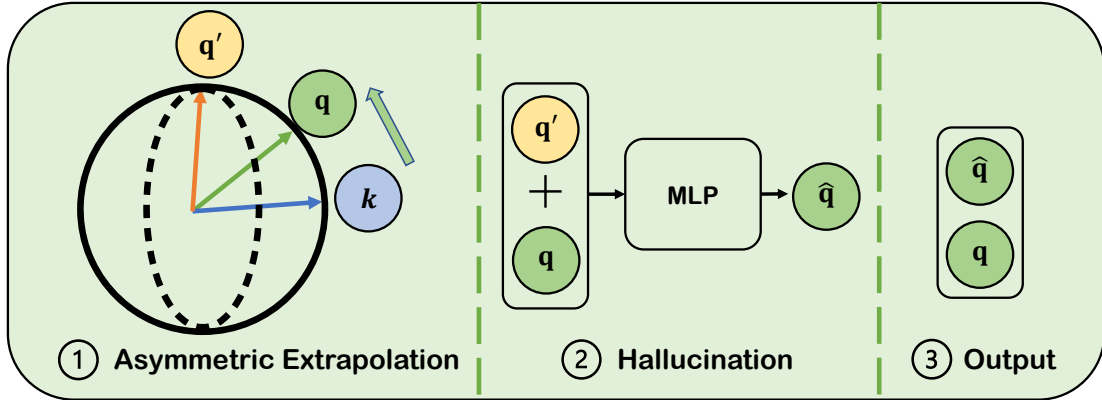 q′
q
k
① Asymmetric Extrapolation
q′
+
q
MLP
q̂
② Hallucination
q̂
q
③ Output